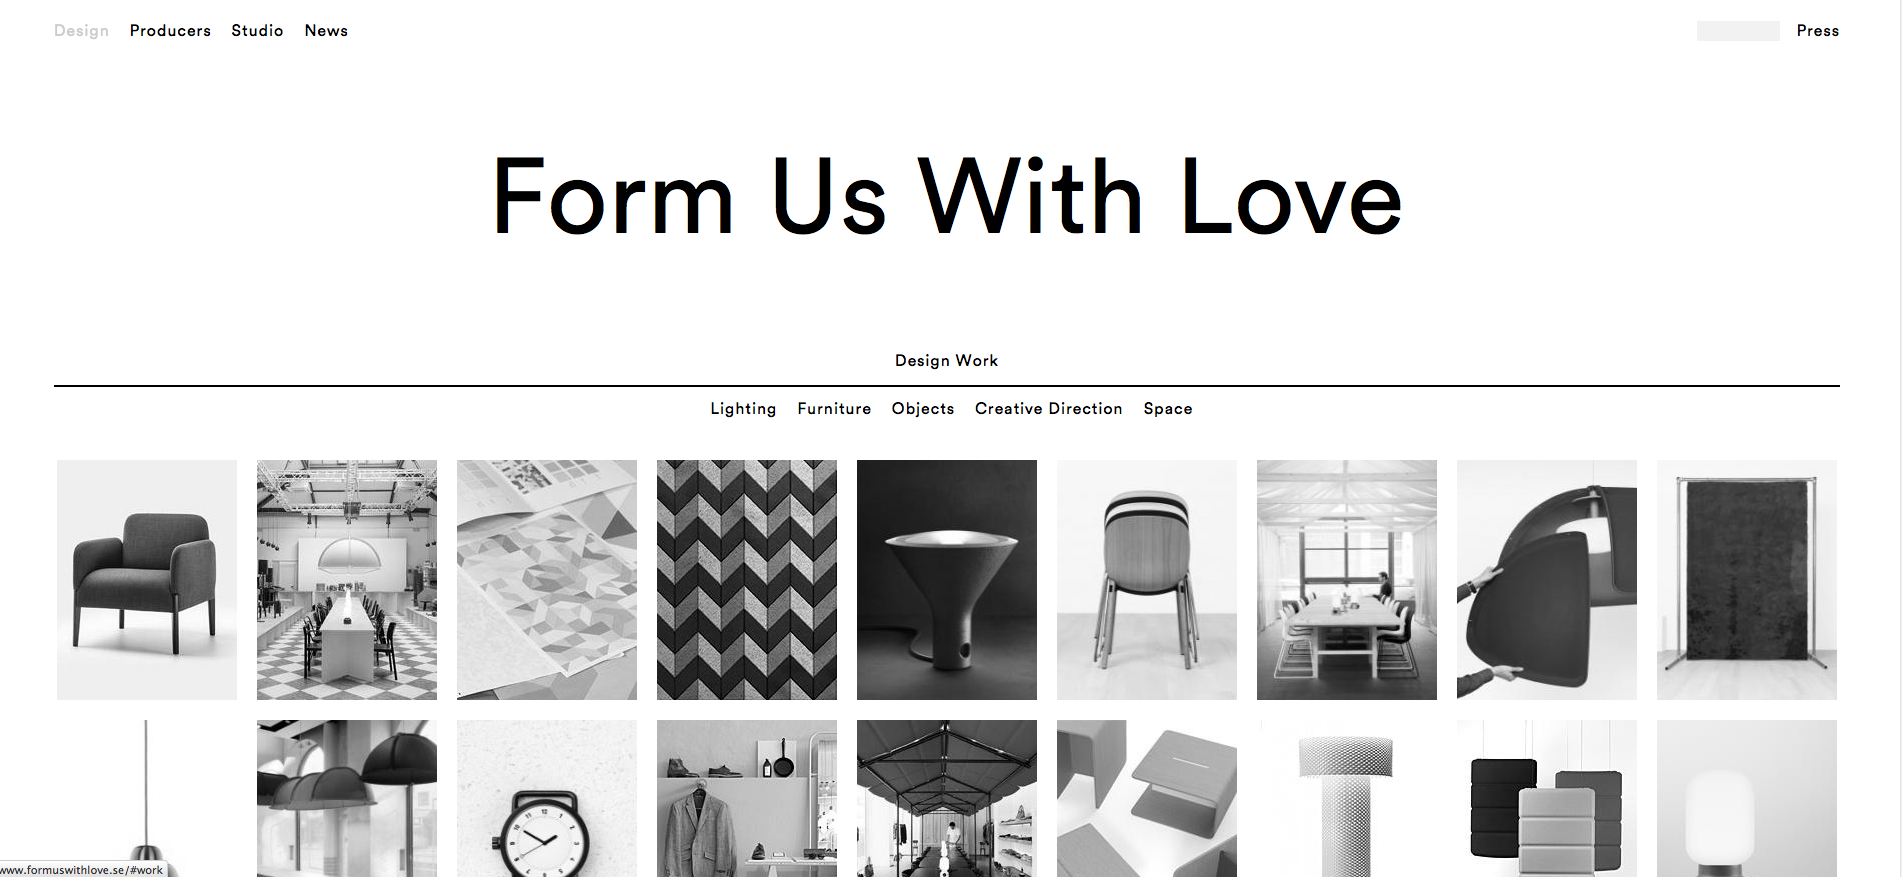 Design Producers Studio News Press
Form Us With Love
Design Work
Lighting Furniture Objects Creative Direction Space
www.formuswithlove.se/#work